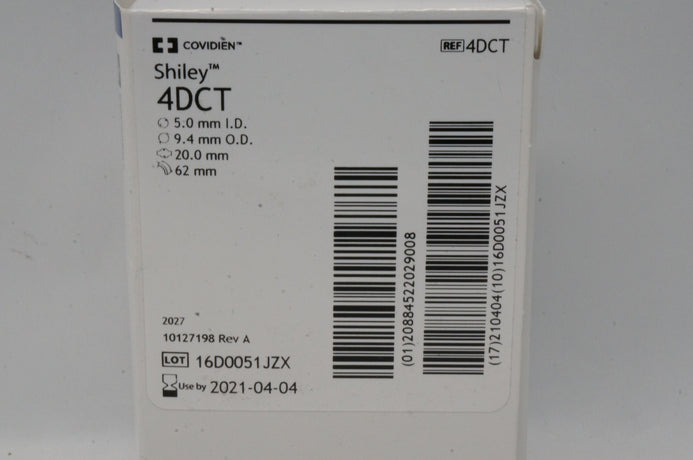 COVIDIEN™
REF 4DCT
Shiley™
4DCT
5.0 mm I.D.
9.4 mm O.D.
20.0 mm
62 mm
2027
10127198 Rev A
LOT 16D0051JZX
Use by 2021-04-04
(01)20884522029008
(17)210404(10)16D0051JZX